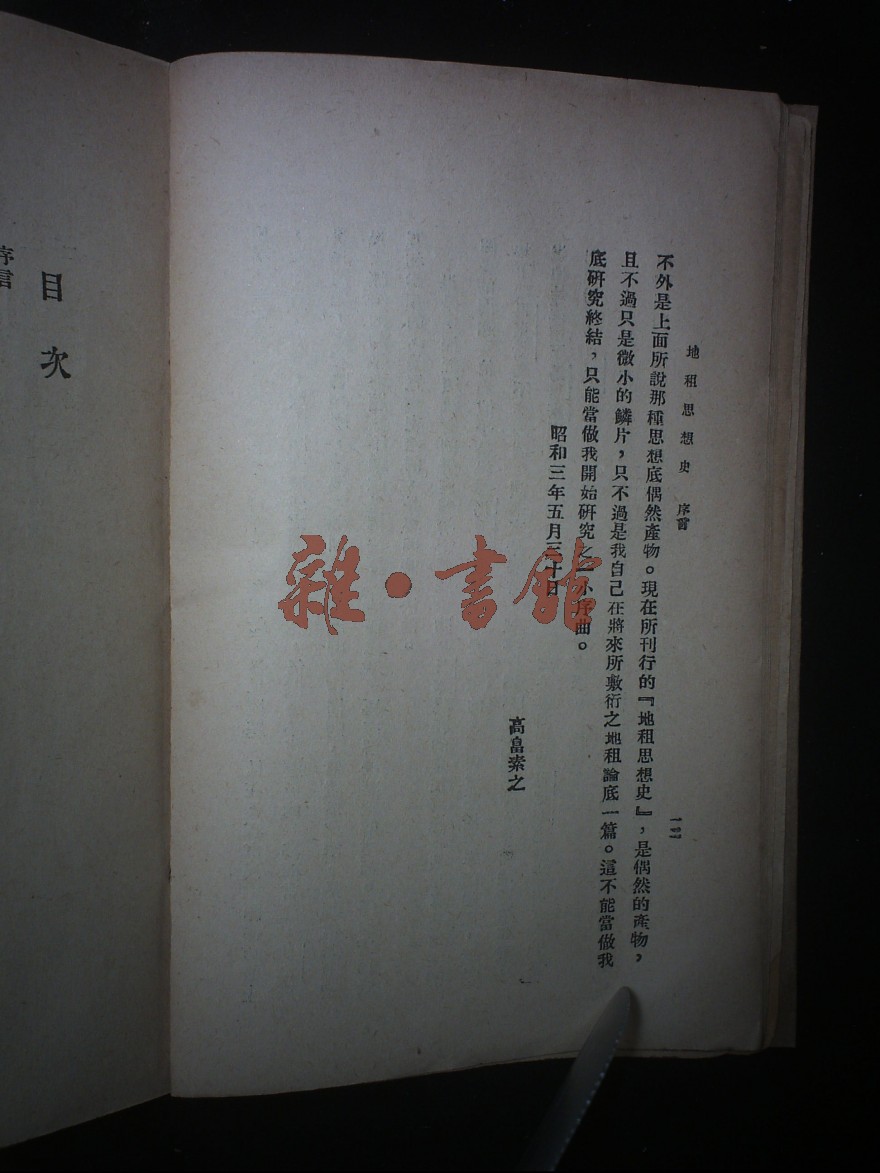 地租思想史 序言
一二
不外是上面所說那種思想底偶然產物。現在所刊行的『地租思想史』，是偶然的產物，
且不過只是微小的鱗片，只不過是我自己在將來所敷衍之地租論底一篇。這不能當做我
底研究終結，只能當做我開始研究之一小序曲。
昭和三年五月三十日
高畠素之
目次
序言
雜·書館